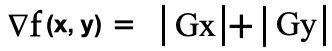 ∇f(x, y) = |Gx|+|Gy|